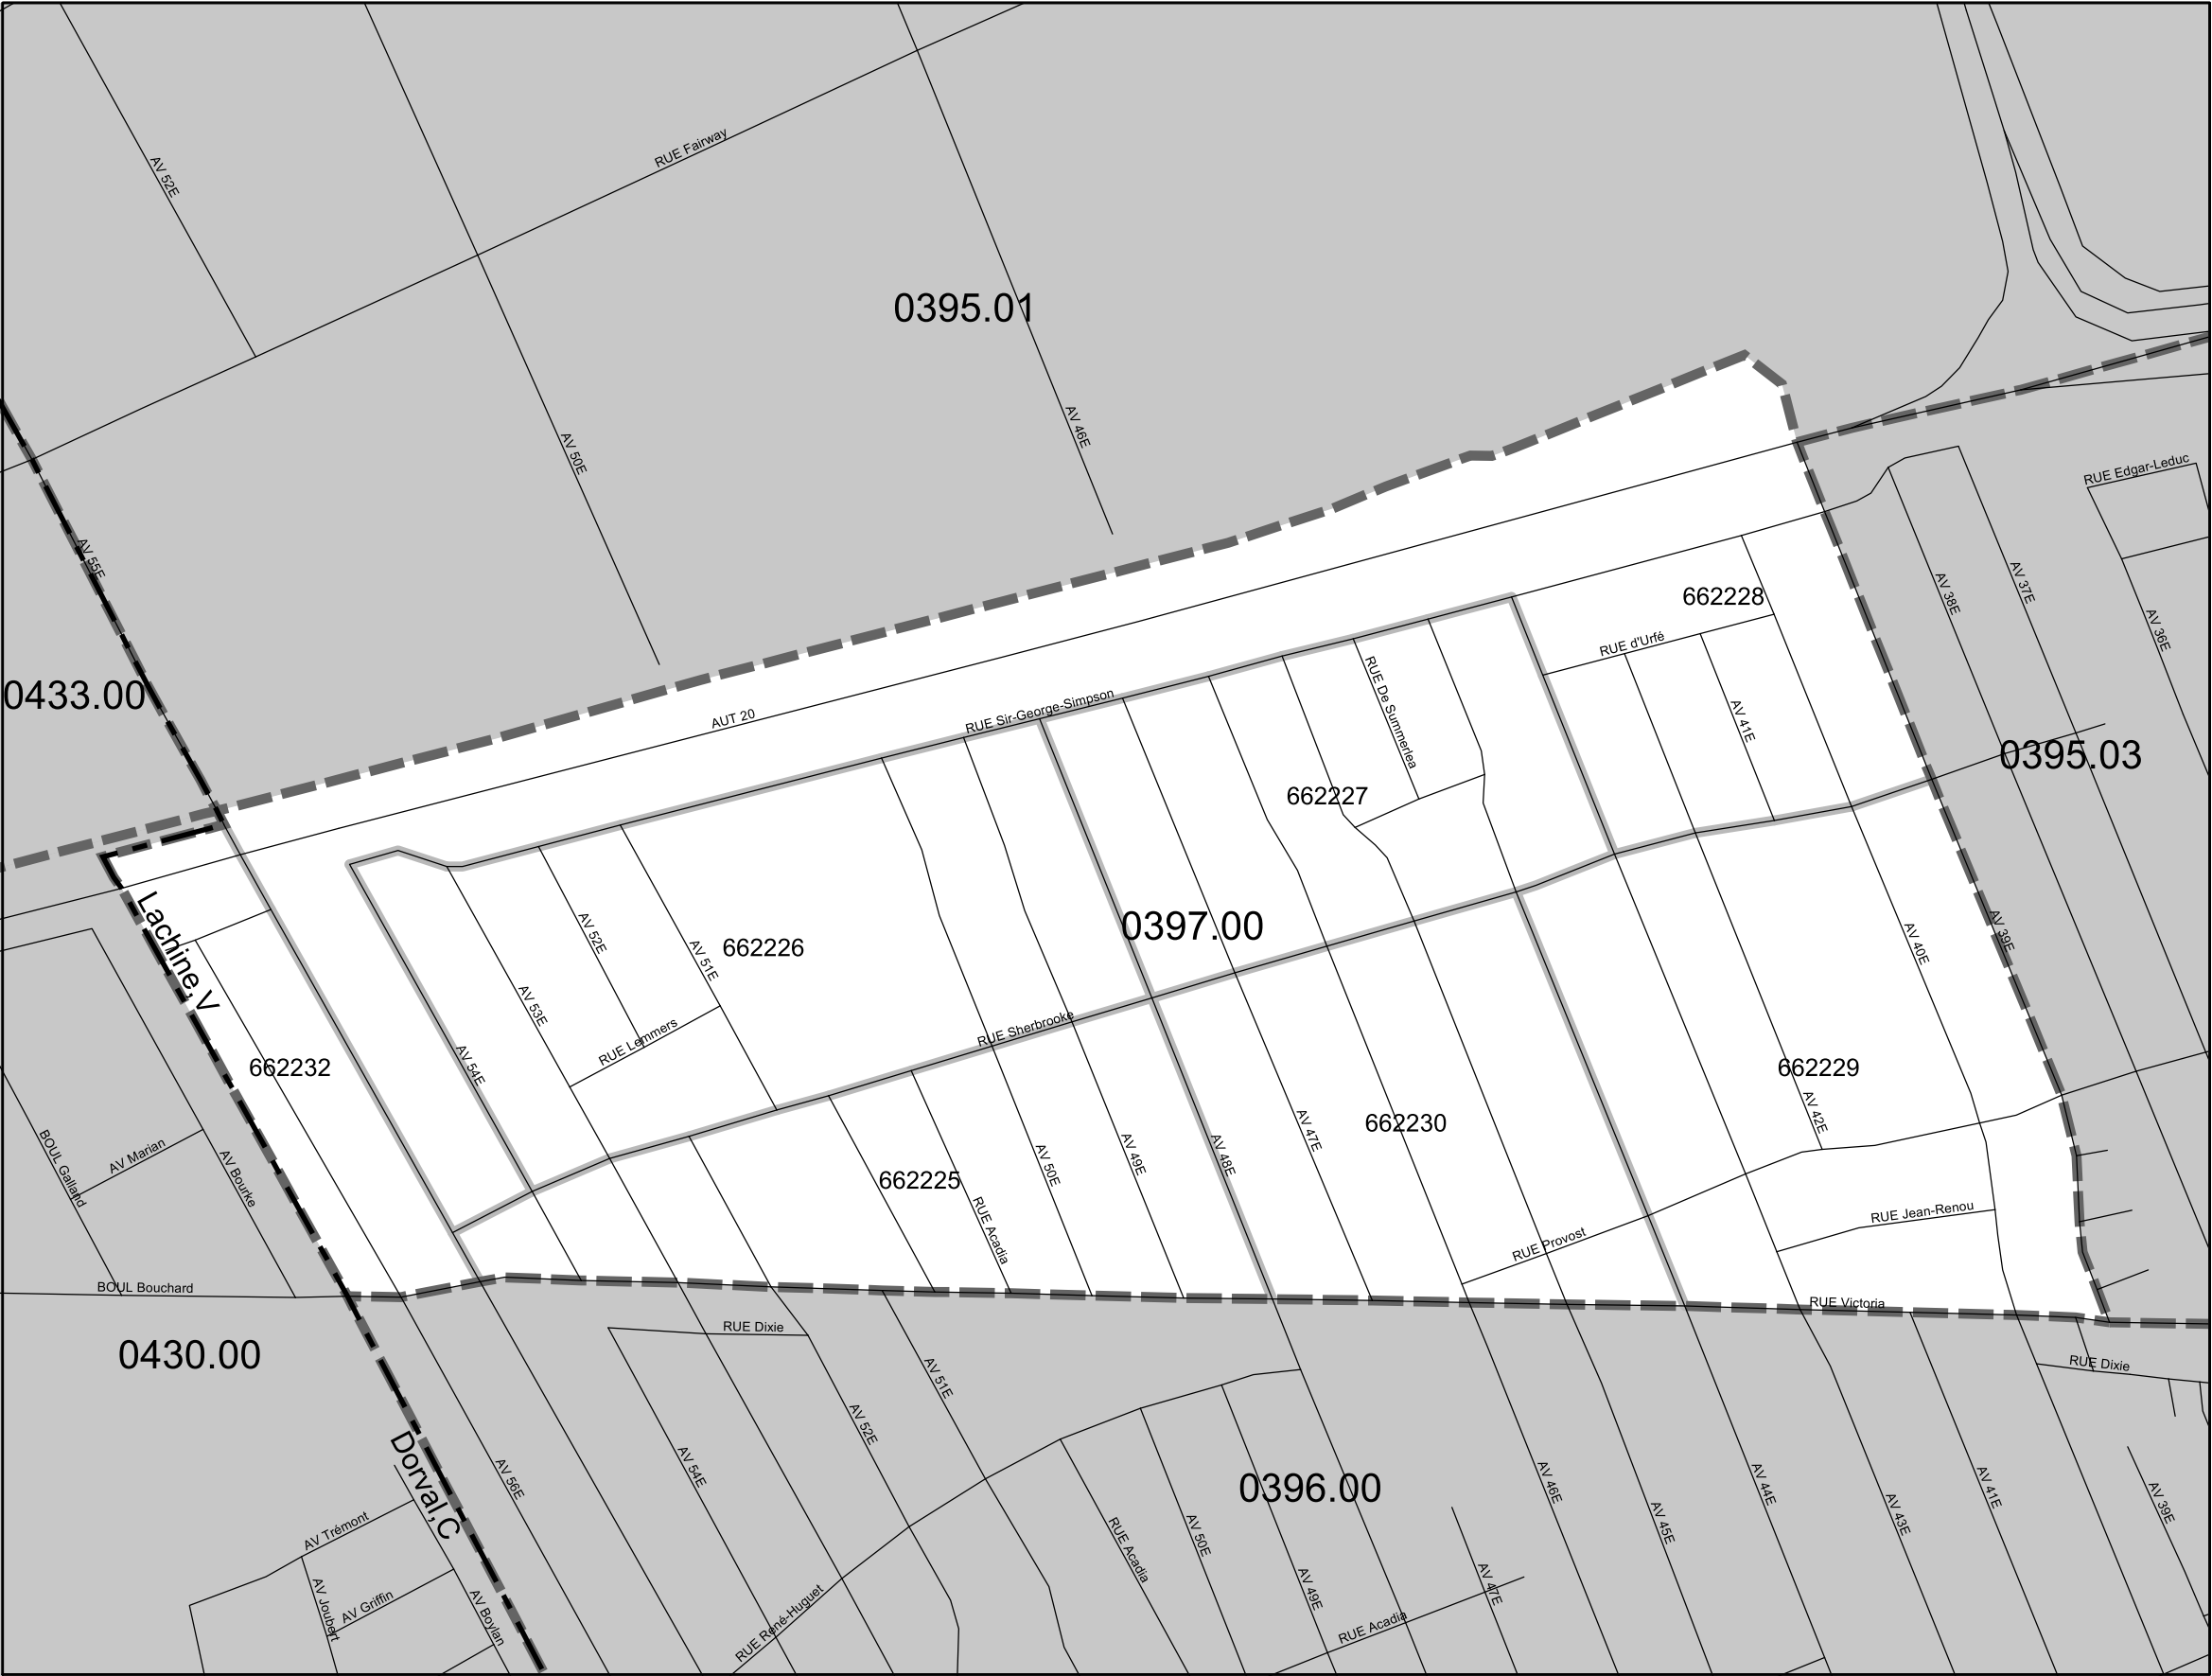 AV 52E
RUE Fairway
0395.01
AV 50E
AV 46E
RUE Edgar-Leduc
AV 55E
AV 38E
AV 37E
AV 36E
662228
RUE d'Urfé
0433.00
RUE Sir-George-Simpson
AUT 20
RUE De Summerlea
AV 41E
0395.03
662227
Lachine,V
AV 52E
AV 51E
662226
0397.00
AV 40E
AV 39E
AV 53E
RUE Lemmers
RUE Sherbrooke
662232
AV 54E
662229
AV 42E
662230
AV 47E
AV 48E
AV 49E
AV 50E
662225
RUE Acadia
BOUL Galland
AV Marian
AV Bourke
RUE Provost
RUE Jean-Renou
BOUL Bouchard
RUE Victoria
0430.00
RUE Dixie
RUE Dixie
AV 51E
AV 52E
AV 54E
AV 56E
Dorval,C
0396.00
AV 46E
AV 45E
AV 44E
AV 43E
AV 41E
AV 39E
AV Trémont
AV Joubert
AV Griffin
AV Boylan
RUE René-Huguet
RUE Acadia
AV 50E
AV 49E
RUE Acadia
AV 47E